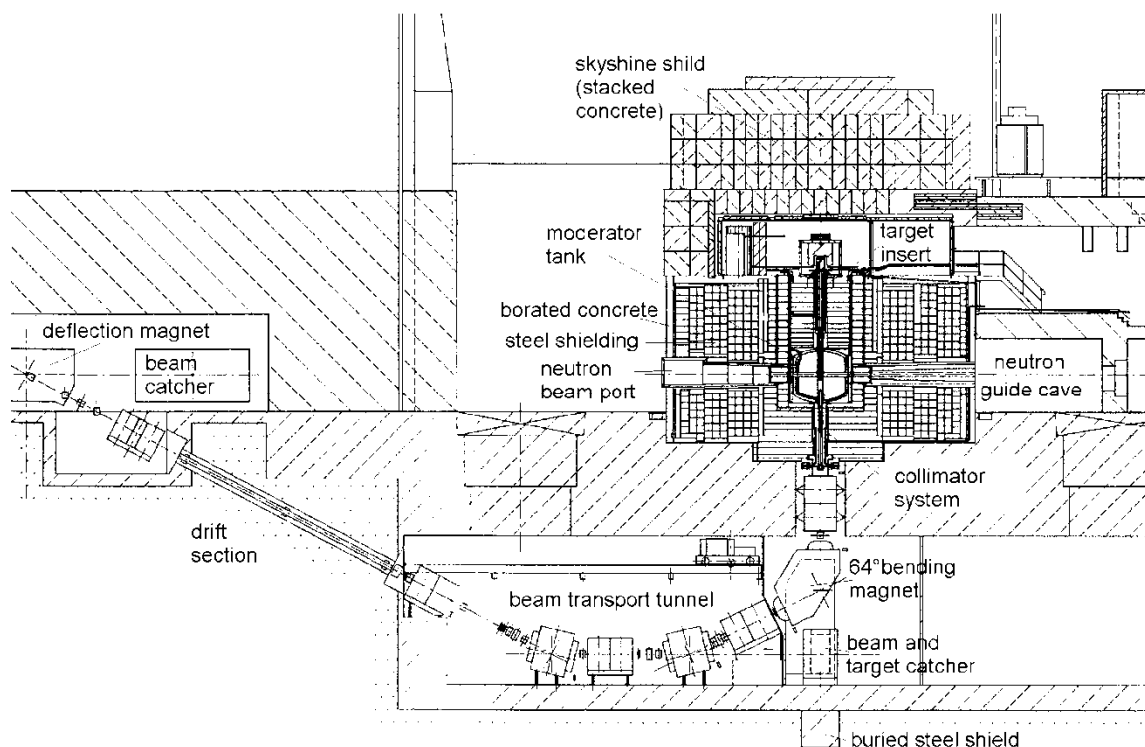 skyshine shild
(stacked
concrete)
mocerator
tank
target
insert
borated concrete
steel shielding
neutron
beam port
neutron
guide cave
deflection magnet
beam
catcher
collimator
system
drift
section
64°bending
magnet
beam transport tunnel
beam and
target catcher
buried steel shield